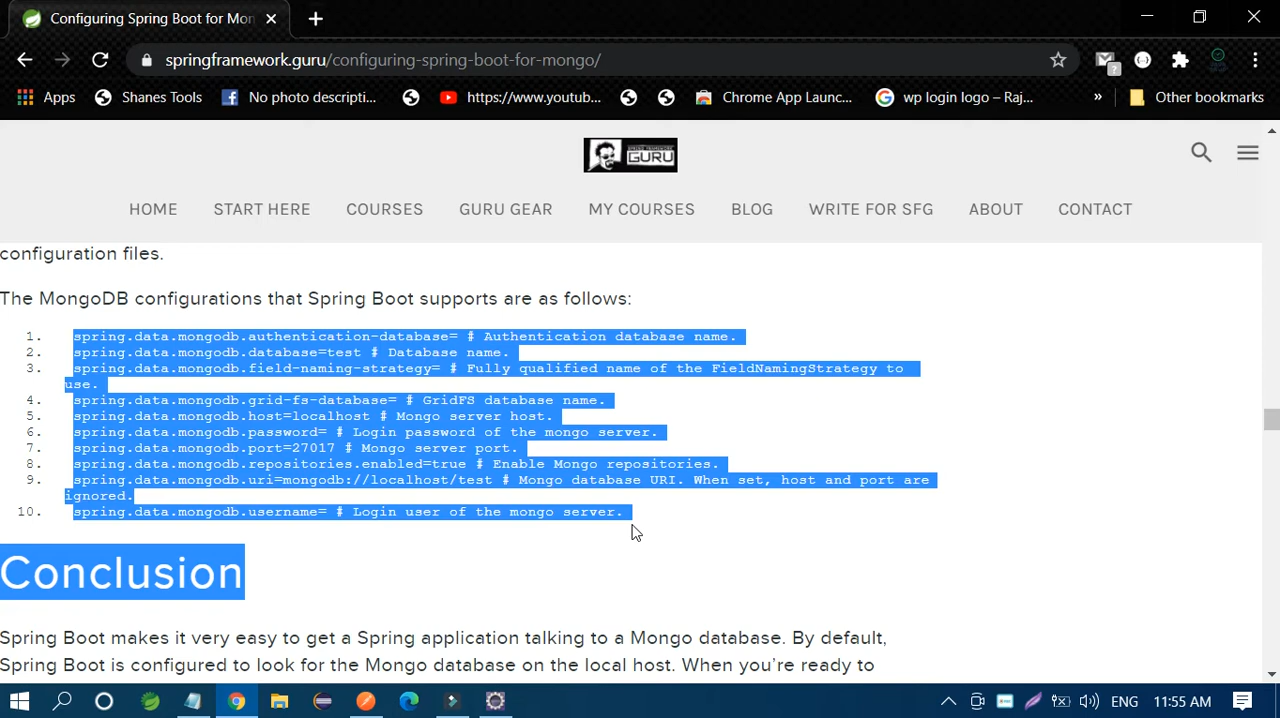 Configuring Spring Boot for Mon
springframework.guru/configuring-spring-boot-for-mongo/
Apps Shanes Tools No photo descripti... https://www.youtub... Chrome App Launc... wp login logo – Raj... » Other bookmarks
SPRING FRAMEWORK
GURU
HOME START HERE COURSES GURU GEAR MY COURSES BLOG WRITE FOR SFG ABOUT CONTACT
configuration files.
The MongoDB configurations that Spring Boot supports are as follows:
1. spring.data.mongodb.authentication-database= # Authentication database name.
2. spring.data.mongodb.database=test # Database name.
3. spring.data.mongodb.field-naming-strategy= # Fully qualified name of the FieldNamingStrategy to
use.
4. spring.data.mongodb.grid-fs-database= # GridFS database name.
5. spring.data.mongodb.host=localhost # Mongo server host.
6. spring.data.mongodb.password= # Login password of the mongo server.
7. spring.data.mongodb.port=27017 # Mongo server port.
8. spring.data.mongodb.repositories.enabled=true # Enable Mongo repositories.
9. spring.data.mongodb.uri=mongodb://localhost/test # Mongo database URI. When set, host and port are
ignored.
10. spring.data.mongodb.username= # Login user of the mongo server.
Conclusion
Spring Boot makes it very easy to get a Spring application talking to a Mongo database. By default,
Spring Boot is configured to look for the Mongo database on the local host. When you’re ready to
ENG 11:55 AM